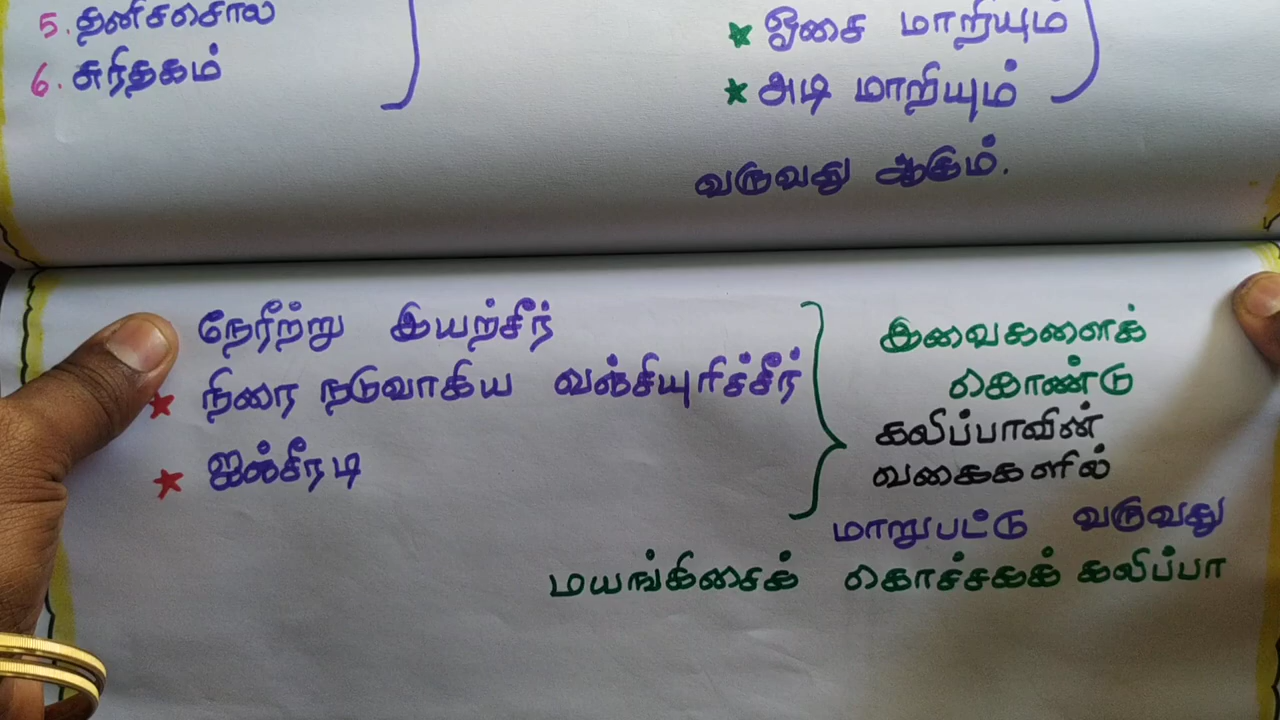 5. தனிச்சொல்
6. சுரிதகம்
★ ஓசை மாறியும்
★ அடி மாறியும்
வருவது ஆகும்.
நேரீற்று இயற்சீர்
★ நிரை நடுவாகிய வஞ்சியுரிச்சீர்
★ ஐஞ்சீரடி
இவைகளைக்
கொண்டு
கலிப்பாவின்
வகைகளில்
மாறுபட்டு வருவது
மயங்கிசைக் கொச்சகக் கலிப்பா